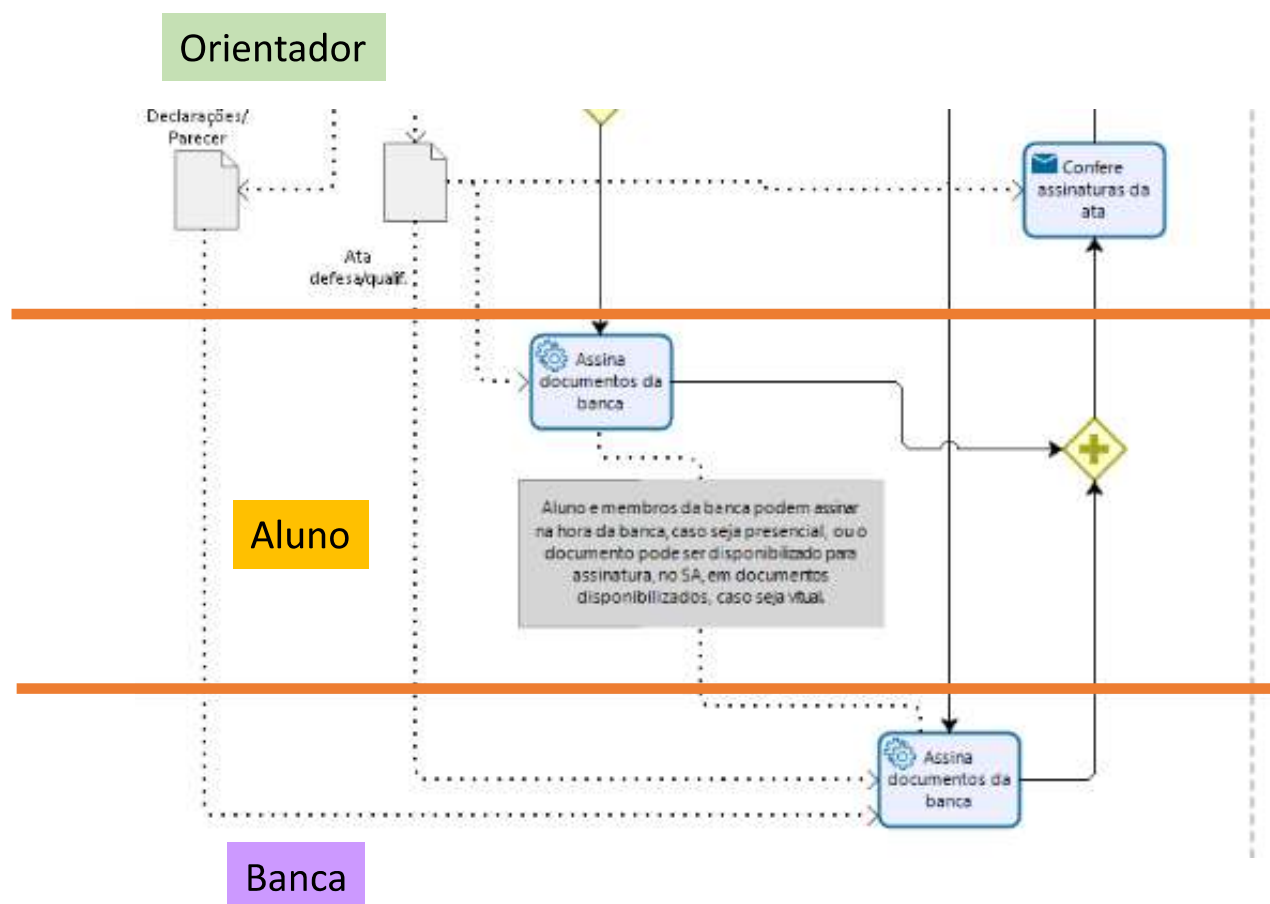 Orientador
Declarações/
Parecer
Confere
assinaturas da
ata
Ata
defesa/qualif.
Assina
documentos da
banca
Aluno e membros da banca podem assinar
na hora da banca, caso seja presencial, ou o
documento pode ser disponibilizado para
assinatura, no SA, em documentos
disponibilizados, caso seja vitual.
Aluno
Assina
documentos da
banca
Banca